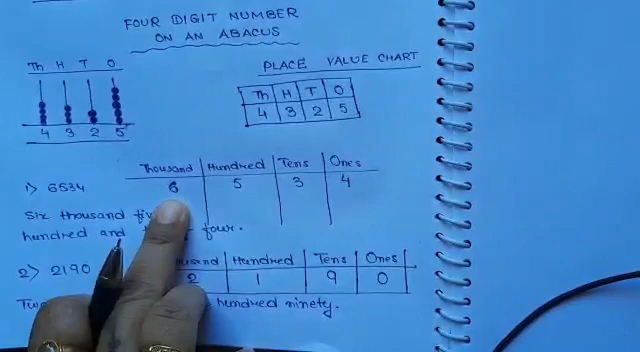 FOUR DIGIT NUMBER
ON AN ABACUS
Th H T O
4 3 2 5
PLACE VALUE CHART
Th H T O
4 3 2 5
Thousand Hundred Tens Ones
1) 6534 6 5 3 4
Six thousand
hundred and four.
Hundred Tens Ones
2) 2190 2 1 9 0
hundred ninety.